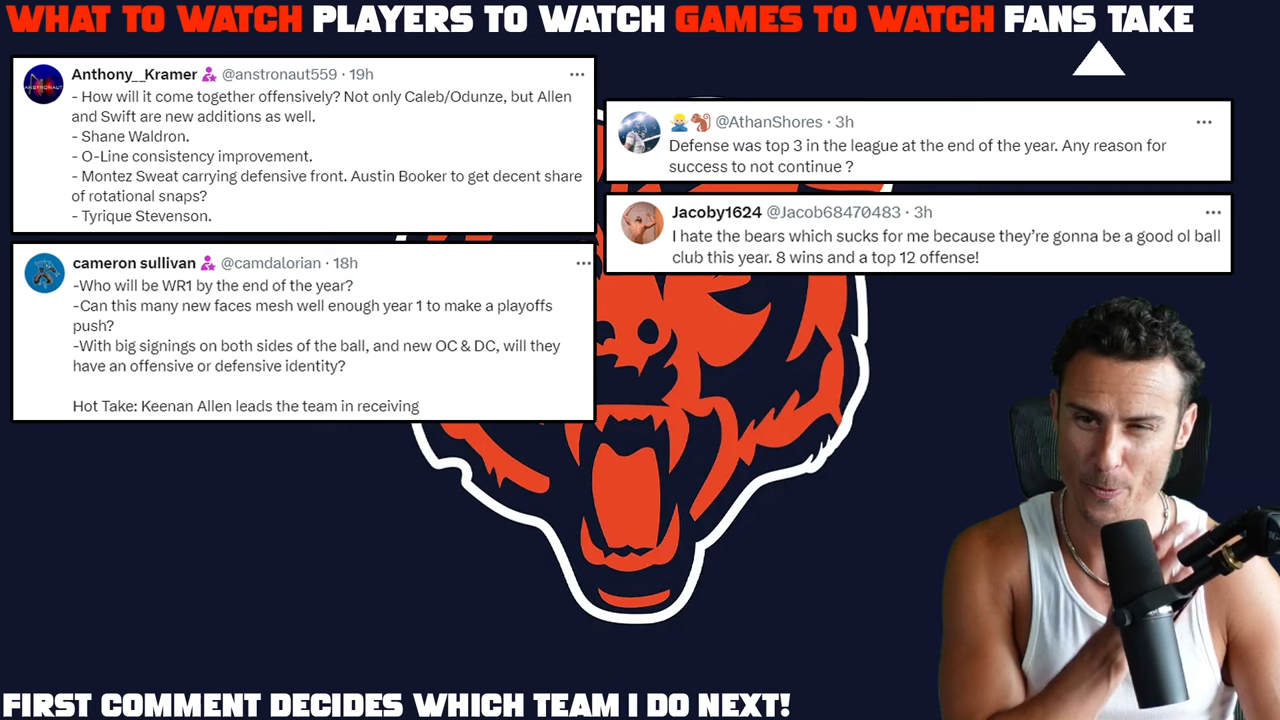 WHAT TO WATCH PLAYERS TO WATCH GAMES TO WATCH FANS TAKE
Anthony__Kramer @anstronaut559 · 19h
- How will it come together offensively? Not only Caleb/Odunze, but Allen
and Swift are new additions as well.
- Shane Waldron.
- O-Line consistency improvement.
- Montez Sweat carrying defensive front. Austin Booker to get decent share
of rotational snaps?
- Tyrique Stevenson.
cameron sullivan @camdalorian · 18h
-Who will be WR1 by the end of the year?
-Can this many new faces mesh well enough year 1 to make a playoffs
push?
-With big signings on both sides of the ball, and new OC & DC, will they
have an offensive or defensive identity?
Hot Take: Keenan Allen leads the team in receiving
@AthanShores · 3h
Defense was top 3 in the league at the end of the year. Any reason for
success to not continue ?
Jacoby1624 @Jacob68470483 · 3h
I hate the bears which sucks for me because they’re gonna be a good ol ball
club this year. 8 wins and a top 12 offense!
FIRST COMMENT DECIDES WHICH TEAM I DO NEXT!